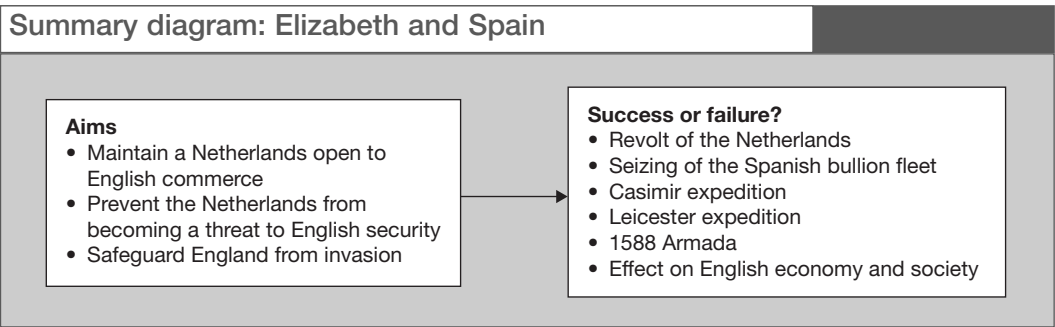 Summary diagram: Elizabeth and Spain
Aims
• Maintain a Netherlands open to
English commerce
• Prevent the Netherlands from
becoming a threat to English security
• Safeguard England from invasion
Success or failure?
• Revolt of the Netherlands
• Seizing of the Spanish bullion fleet
• Casimir expedition
• Leicester expedition
• 1588 Armada
• Effect on English economy and society